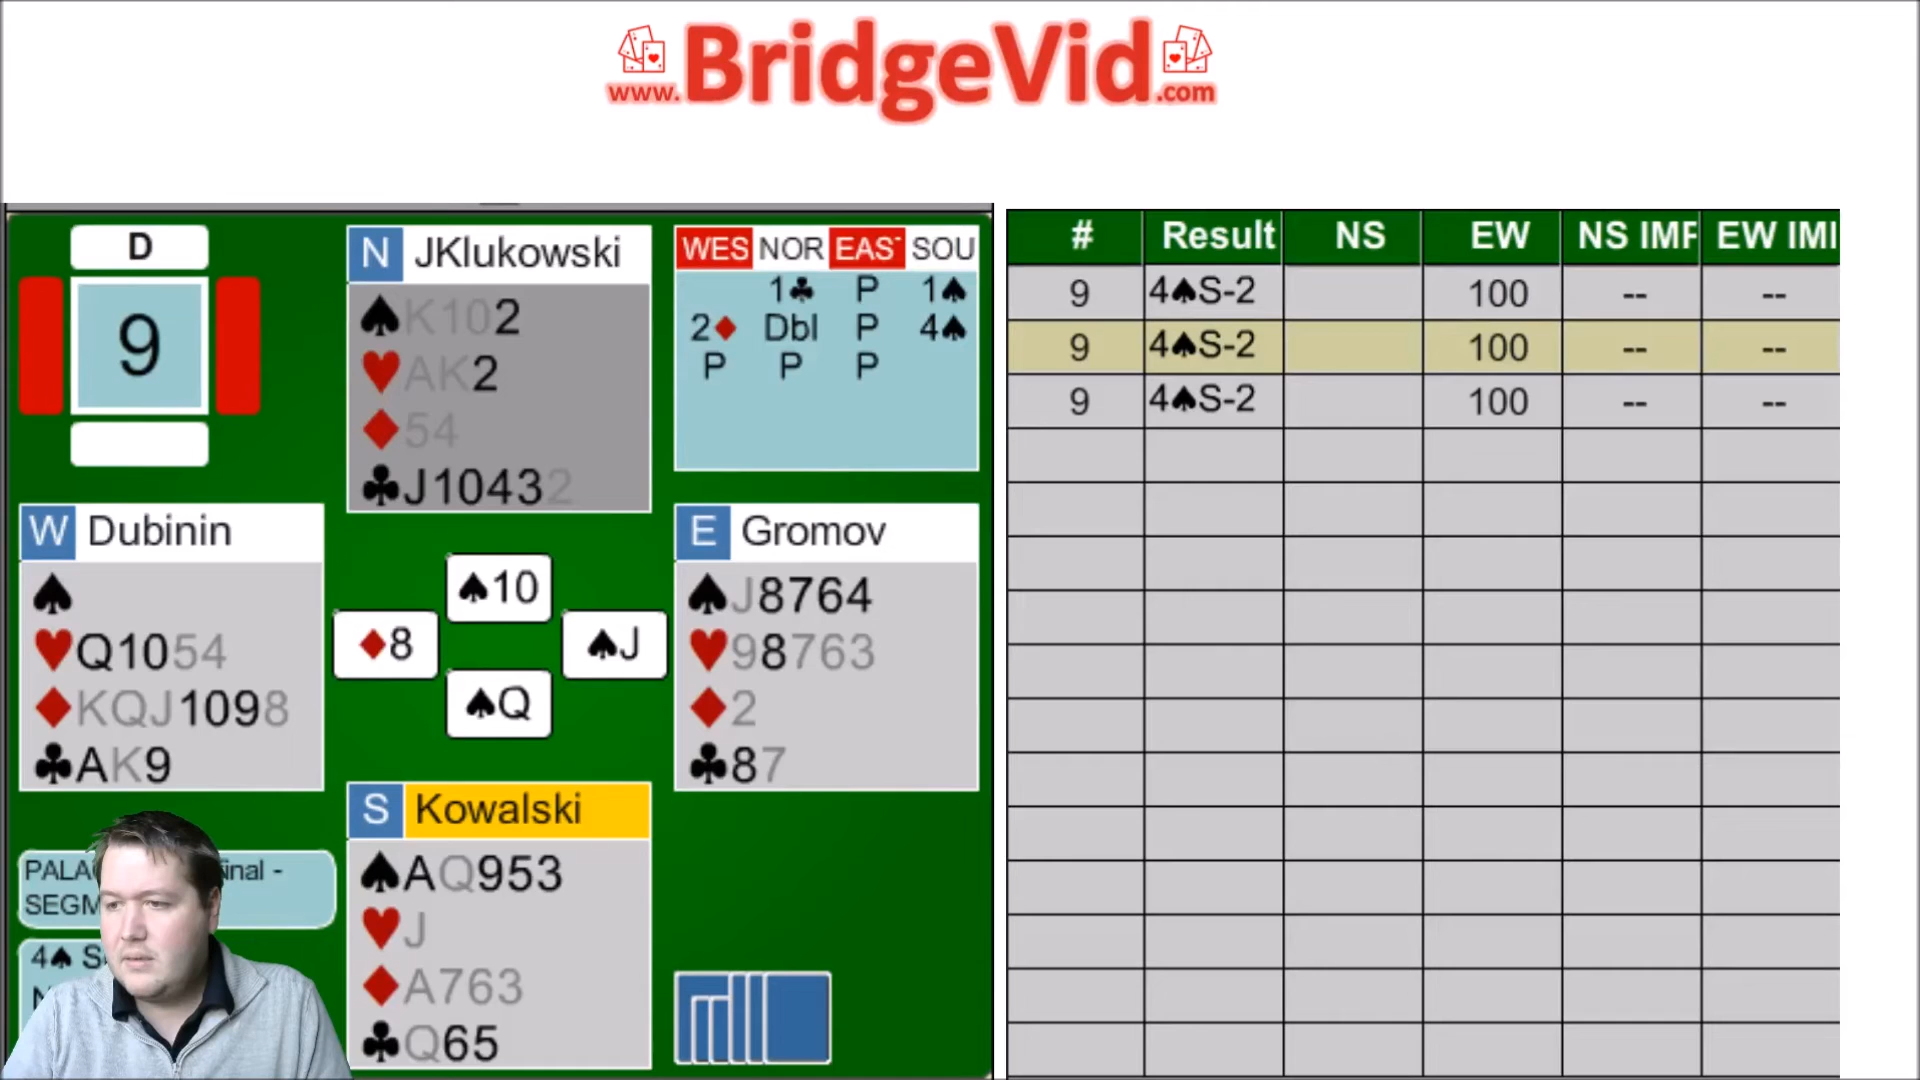 www.BridgeVid.com
D
9
N JKlukowski
♠K102
♥AK2
♦54
♣J10432
WES NOR EAST SOU
1♣ P 1♠
2♦ Dbl P 4♠
P P P
W Dubinin
♠
♥Q1054
♦KQJ1098
♣AK9
♠10
♦8
♠J
♠Q
E Gromov
♠J8764
♥98763
♦2
♣87
S Kowalski
♠AQ953
♥J
♦A763
♣Q65
PALA inal -
SEGM
4♠ S
# Result NS EW NS IMP EW IMI
9 4♠S-2 100 -- --
9 4♠S-2 100 -- --
9 4♠S-2 100 -- --